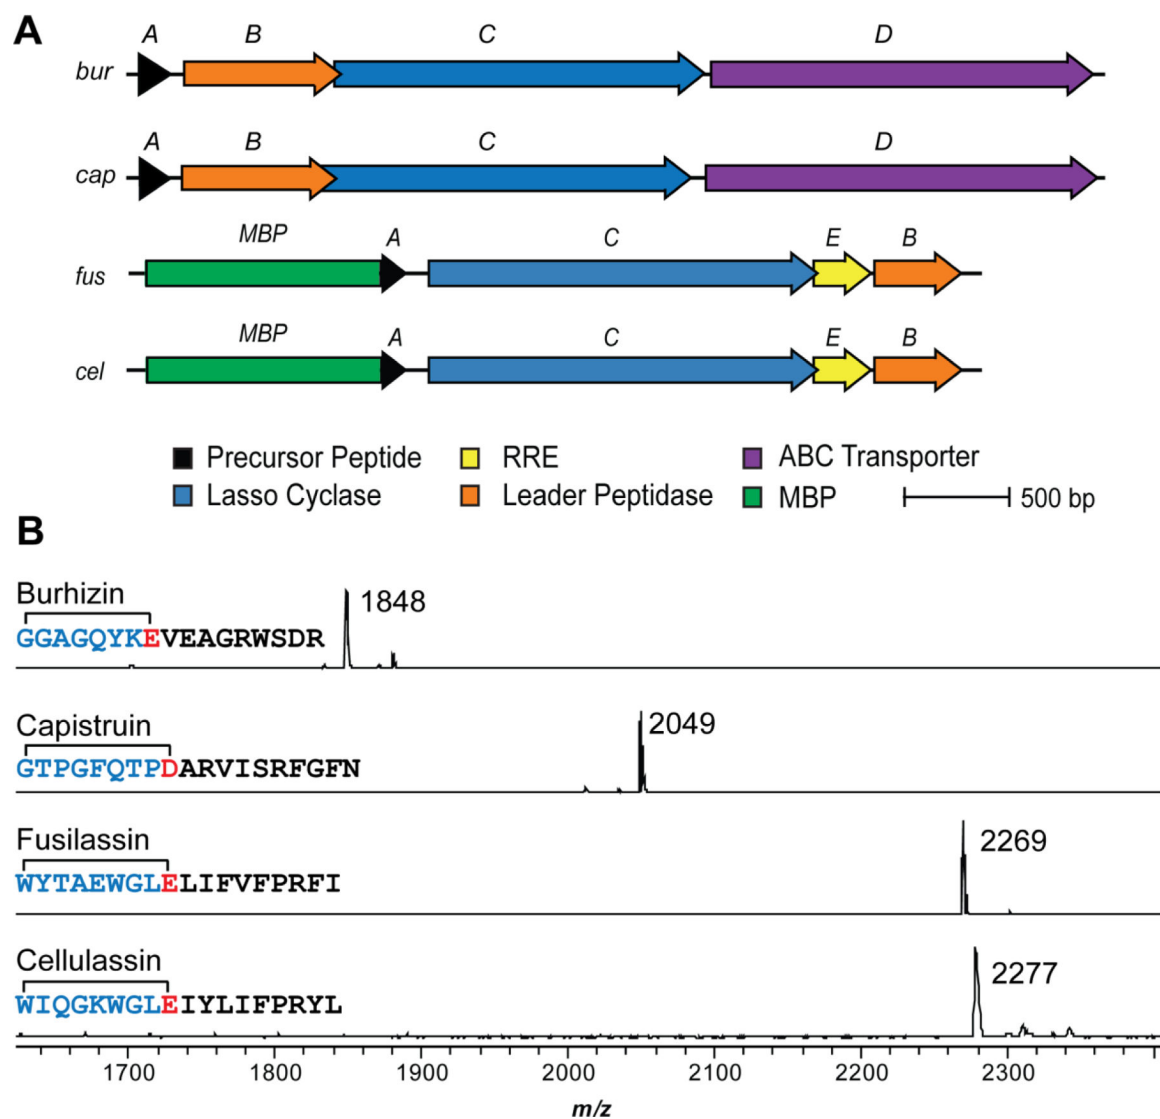 A
A B C D
bur
A B C D
cap
MBP A C E B
fus
MBP A C E B
cel
Precursor Peptide RRE ABC Transporter
Lasso Cyclase Leader Peptidase MBP 500 bp
B
Burhizin
1848
GGAGQYKEVEAGRWSDR
Capistruin
2049
GTPGFQTPDARVISRFGFN
Fusilassin
2269
WYTAEWGLELIFVFPRFI
Cellulassin
2277
WIQGKWGLEIYLIFPRYL
1700 1800 1900 2000 2100 2200 2300
m/z